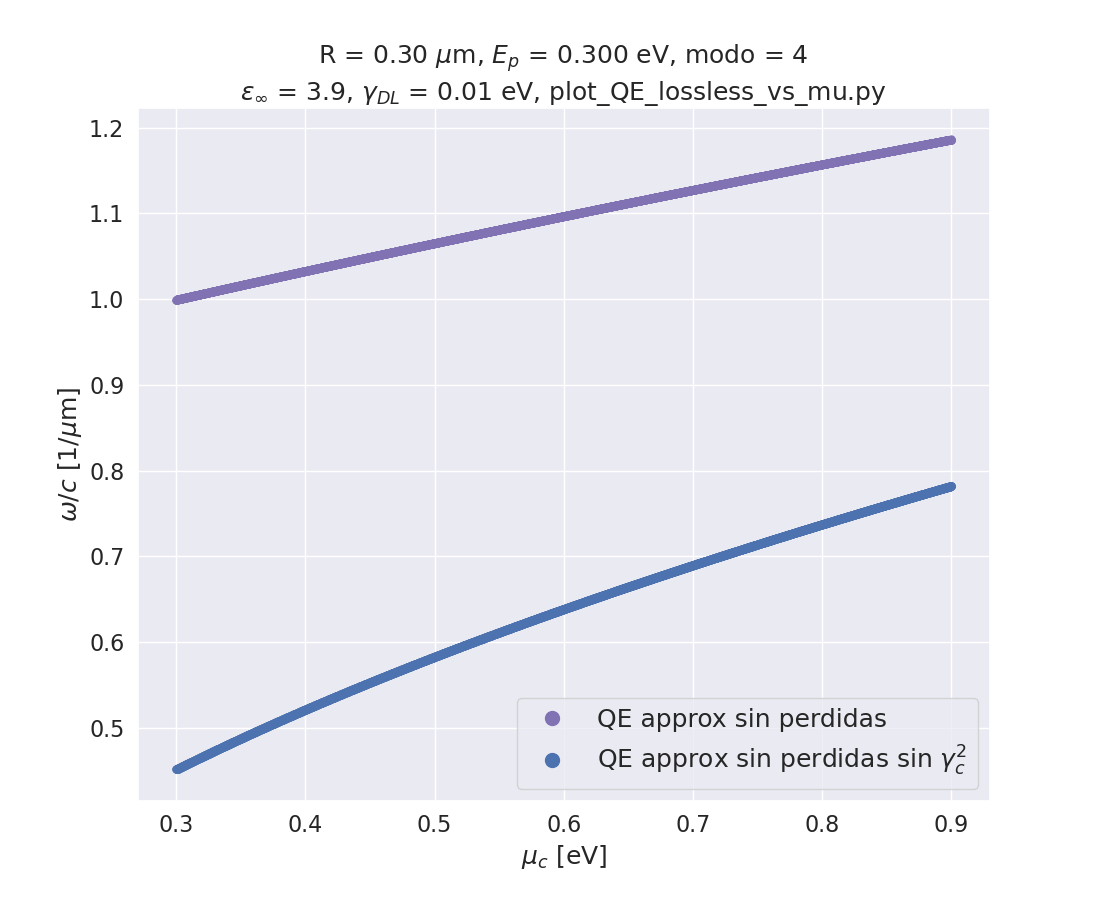 R = 0.30 μm, E_p = 0.300 eV, modo = 4
ε_∞ = 3.9, γ_DL = 0.01 eV, plot_QE_lossless_vs_mu.py
1.2
1.1
1.0
0.9
0.8
0.7
0.6
0.5
ω/c [1/μm]
QE approx sin perdidas
QE approx sin perdidas sin γ_c^2
0.3 0.4 0.5 0.6 0.7 0.8 0.9
μ_c [eV]